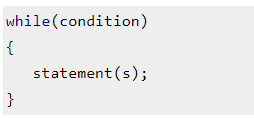 while(condition)
{
   statement(s);
}